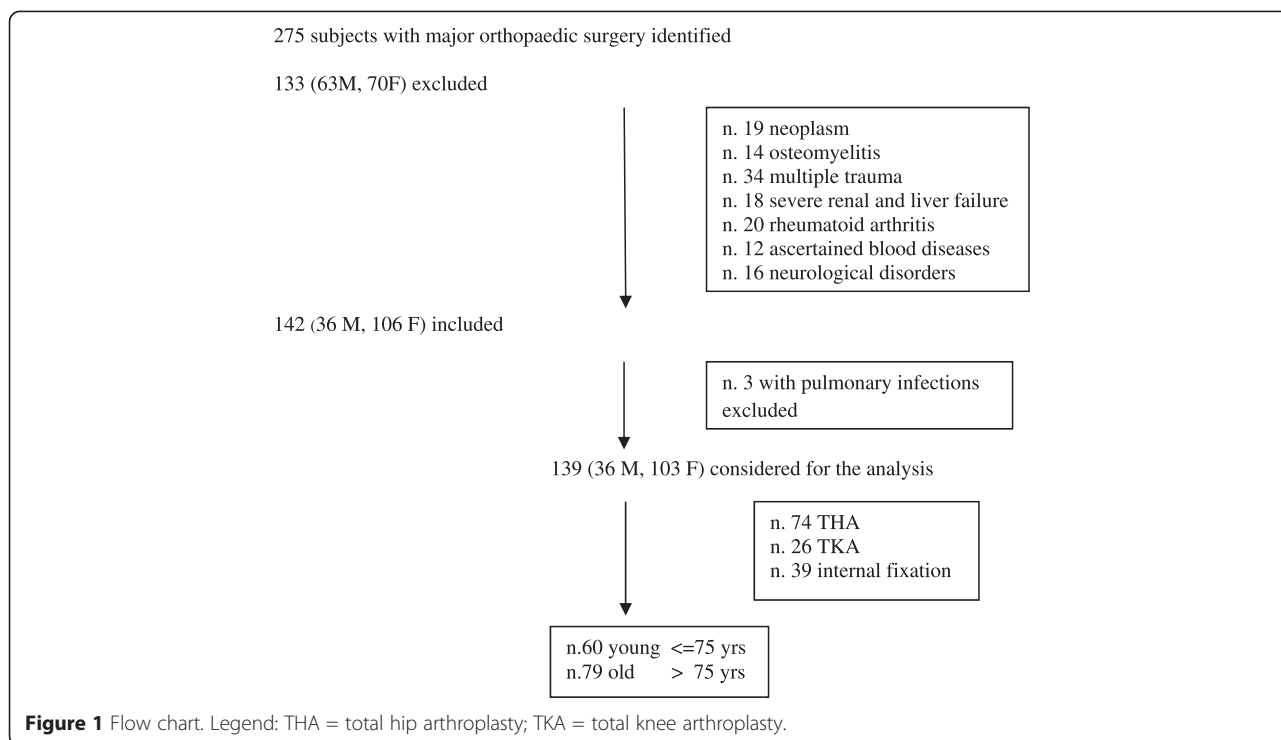 275 subjects with major orthopaedic surgery identified
133 (63M, 70F) excluded
n. 19 neoplasm
n. 14 osteomyelitis
n. 34 multiple trauma
n. 18 severe renal and liver failure
n. 20 rheumatoid arthritis
n. 12 ascertained blood diseases
n. 16 neurological disorders
142 (36 M, 106 F) included
n. 3 with pulmonary infections
excluded
139 (36 M, 103 F) considered for the analysis
n. 74 THA
n. 26 TKA
n. 39 internal fixation
n.60 young <=75 yrs
n.79 old > 75 yrs
Figure 1 Flow chart. Legend: THA = total hip arthroplasty; TKA = total knee arthroplasty.